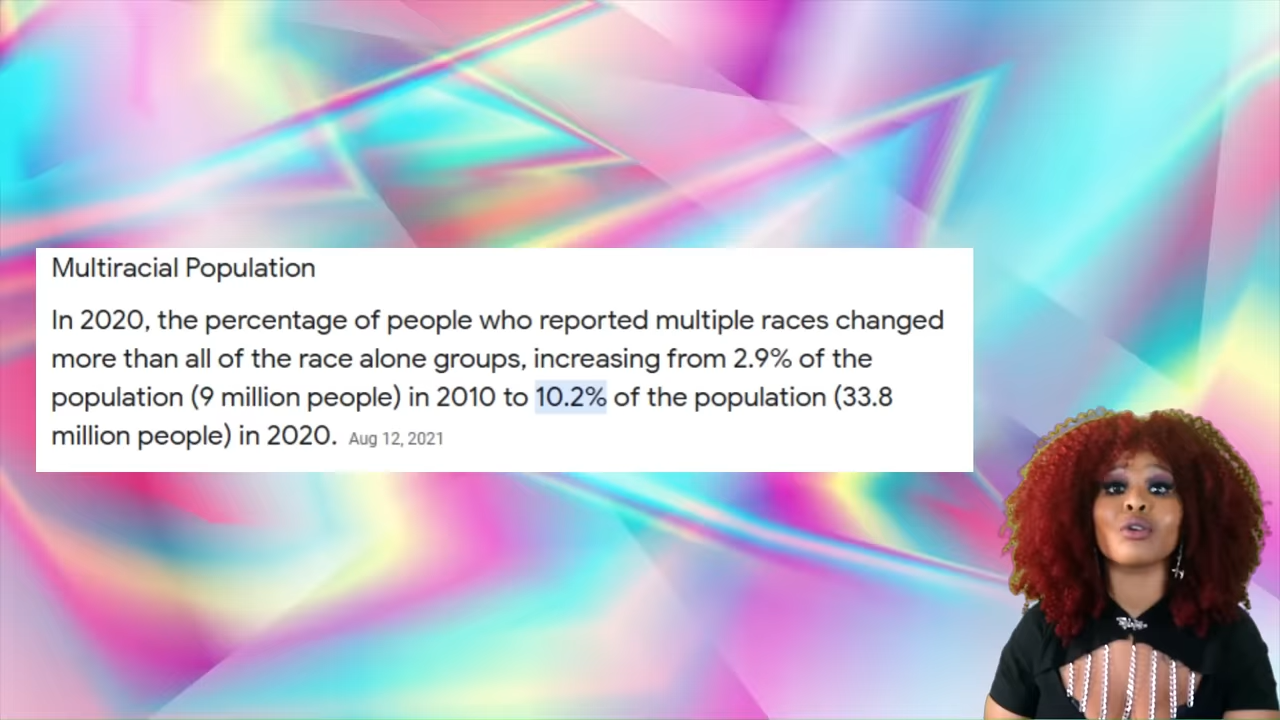 Multiracial Population
In 2020, the percentage of people who reported multiple races changed
more than all of the race alone groups, increasing from 2.9% of the
population (9 million people) in 2010 to 10.2% of the population (33.8
million people) in 2020. Aug 12, 2021